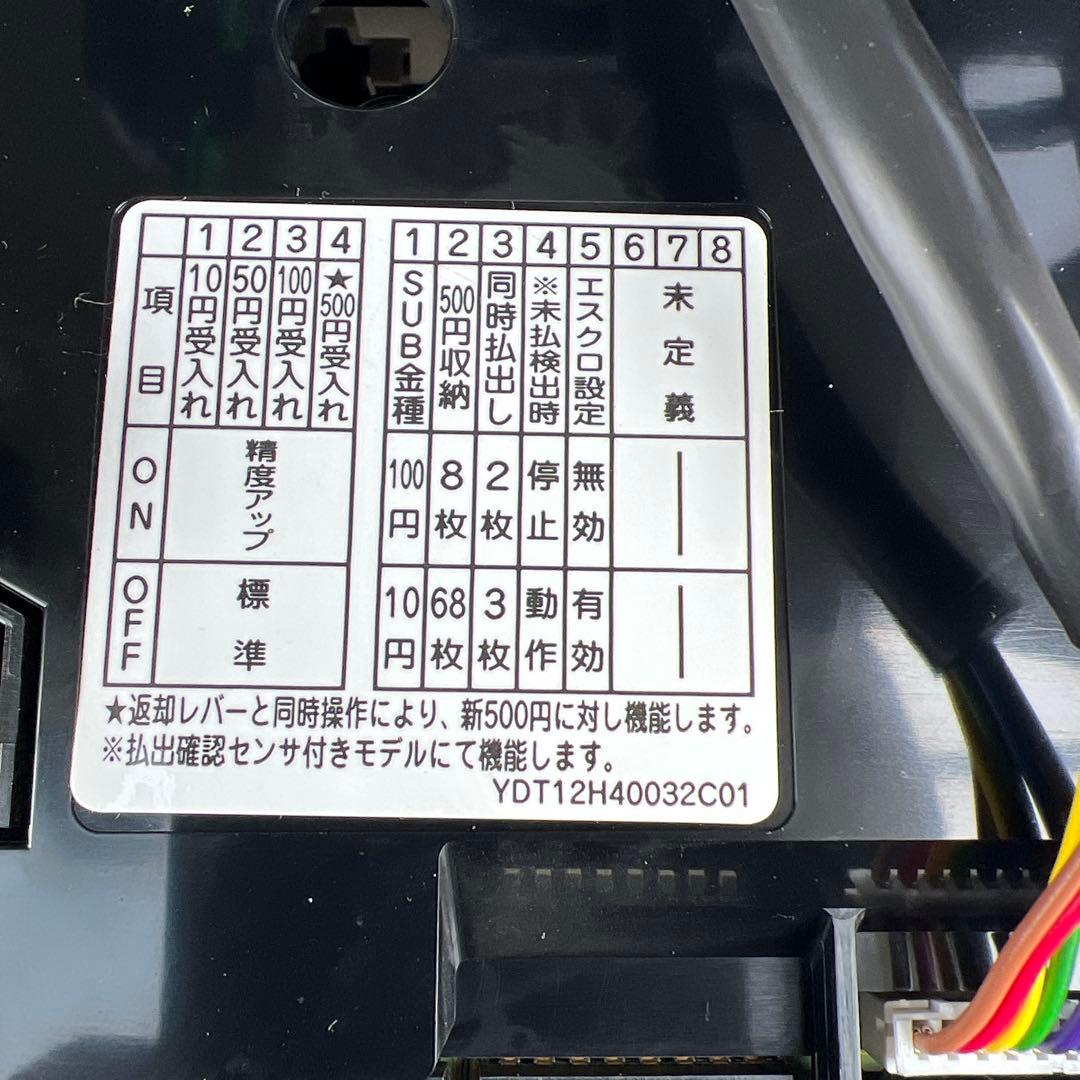 1 2 3 4
項目 10円受入れ 50円受入れ 100円受入れ ★500円受入れ
ON 精度アップ
OFF 標準
1 2 3 4 5 6 7 8
SUB金種 500円収納 同時払出し ※未払検出時 エスクロ設定 未定義
100円 8枚 2枚 停止 無効 —
10円 68枚 3枚 動作 有効 —
★返却レバーと同時操作により、新500円に対し機能します。
※払出確認センサ付きモデルにて機能します。
YDT12H40032C01